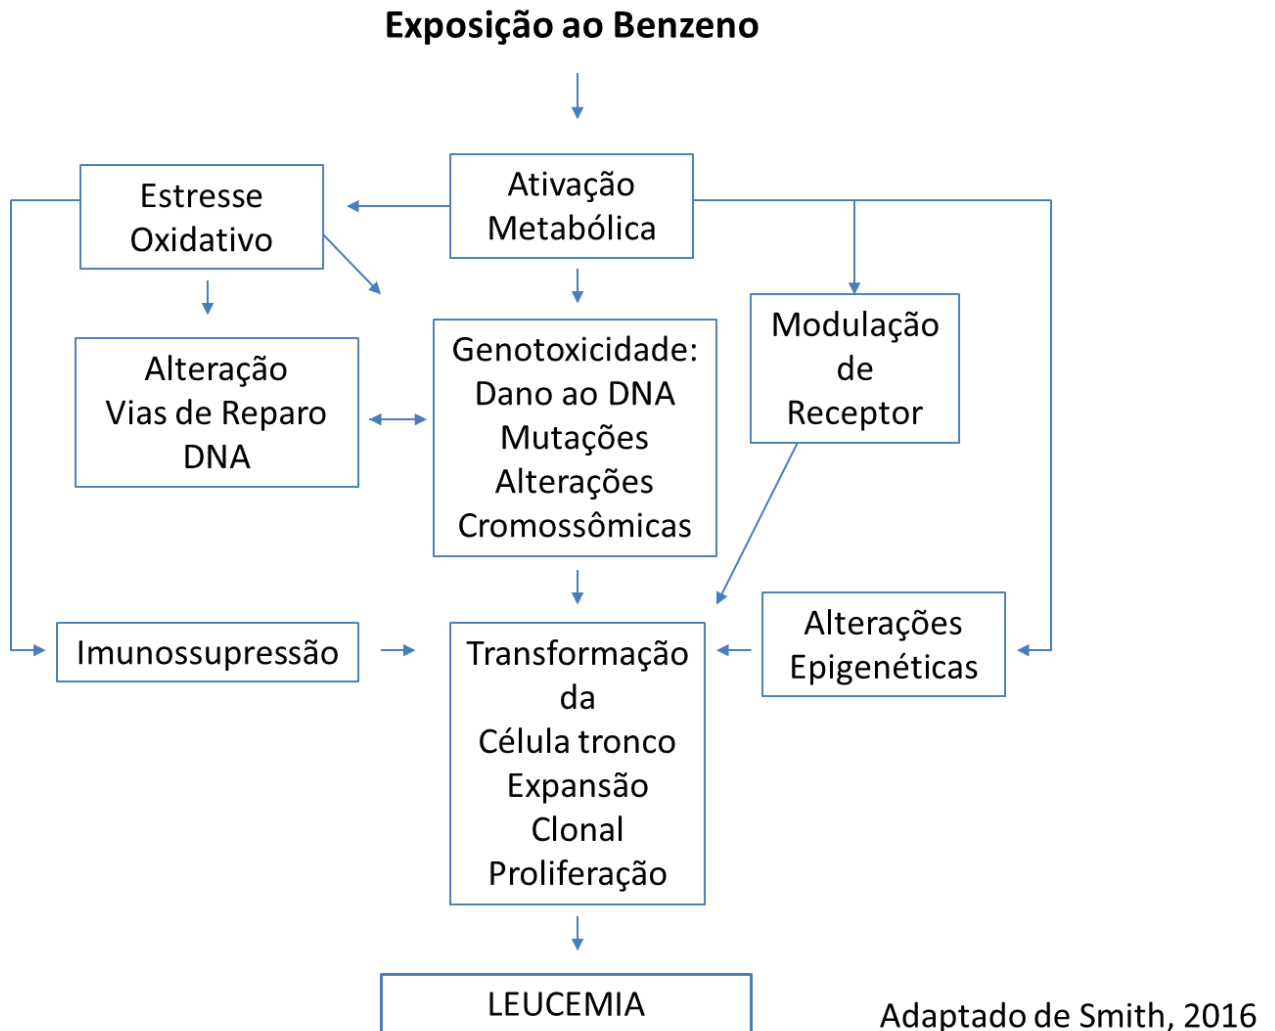 Exposição ao Benzeno
Estresse
Oxidativo
Ativação
Metabólica
Alteração
Vias de Reparo
DNA
Genotoxicidade:
Dano ao DNA
Mutações
Alterações
Cromossômicas
Modulação
de
Receptor
Imunossupressão
Transformação
da
Célula tronco
Expansão
Clonal
Proliferação
Alterações
Epigenéticas
LEUCEMIA
Adaptado de Smith, 2016